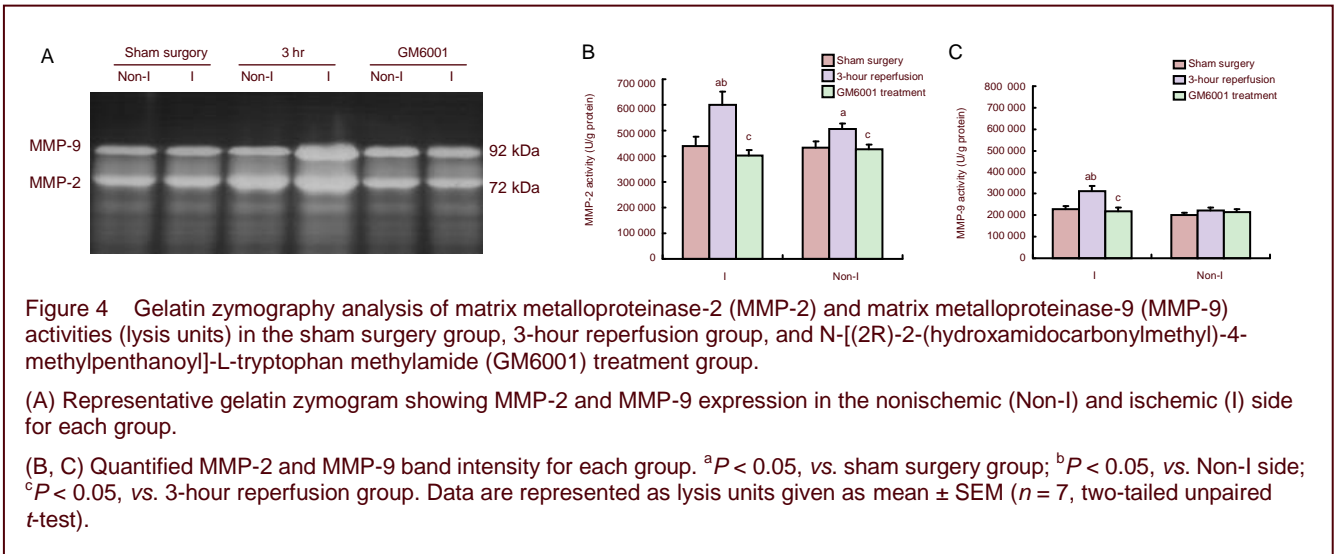 A
Sham surgory 3 hr GM6001
Non-I I Non-I I Non-I I
MMP-9 92 kDa
MMP-2 72 kDa
B
Sham surgery
3-hour reperfusion
GM6001 treatment
MMP-2 activity (U/g protein)
700 000
600 000
500 000
400 000
300 000
200 000
100 000
0
ab
c
a
c
I Non-I
C
Sham surgery
3-hour reperfusion
GM6001 treatment
MMP-9 activity (U/g protein)
800 000
700 000
600 000
500 000
400 000
300 000
200 000
100 000
0
ab
c
I Non-I
Figure 4 Gelatin zymography analysis of matrix metalloproteinase-2 (MMP-2) and matrix metalloproteinase-9 (MMP-9)
activities (lysis units) in the sham surgery group, 3-hour reperfusion group, and N-[(2R)-2-(hydroxamidocarbonylmethyl)-4-
methylpenthanoyl]-L-tryptophan methylamide (GM6001) treatment group.
(A) Representative gelatin zymogram showing MMP-2 and MMP-9 expression in the nonischemic (Non-I) and ischemic (I) side
for each group.
(B, C) Quantified MMP-2 and MMP-9 band intensity for each group. aP < 0.05, vs. sham surgery group; bP < 0.05, vs. Non-I side;
cP < 0.05, vs. 3-hour reperfusion group. Data are represented as lysis units given as mean ± SEM (n = 7, two-tailed unpaired
t-test).